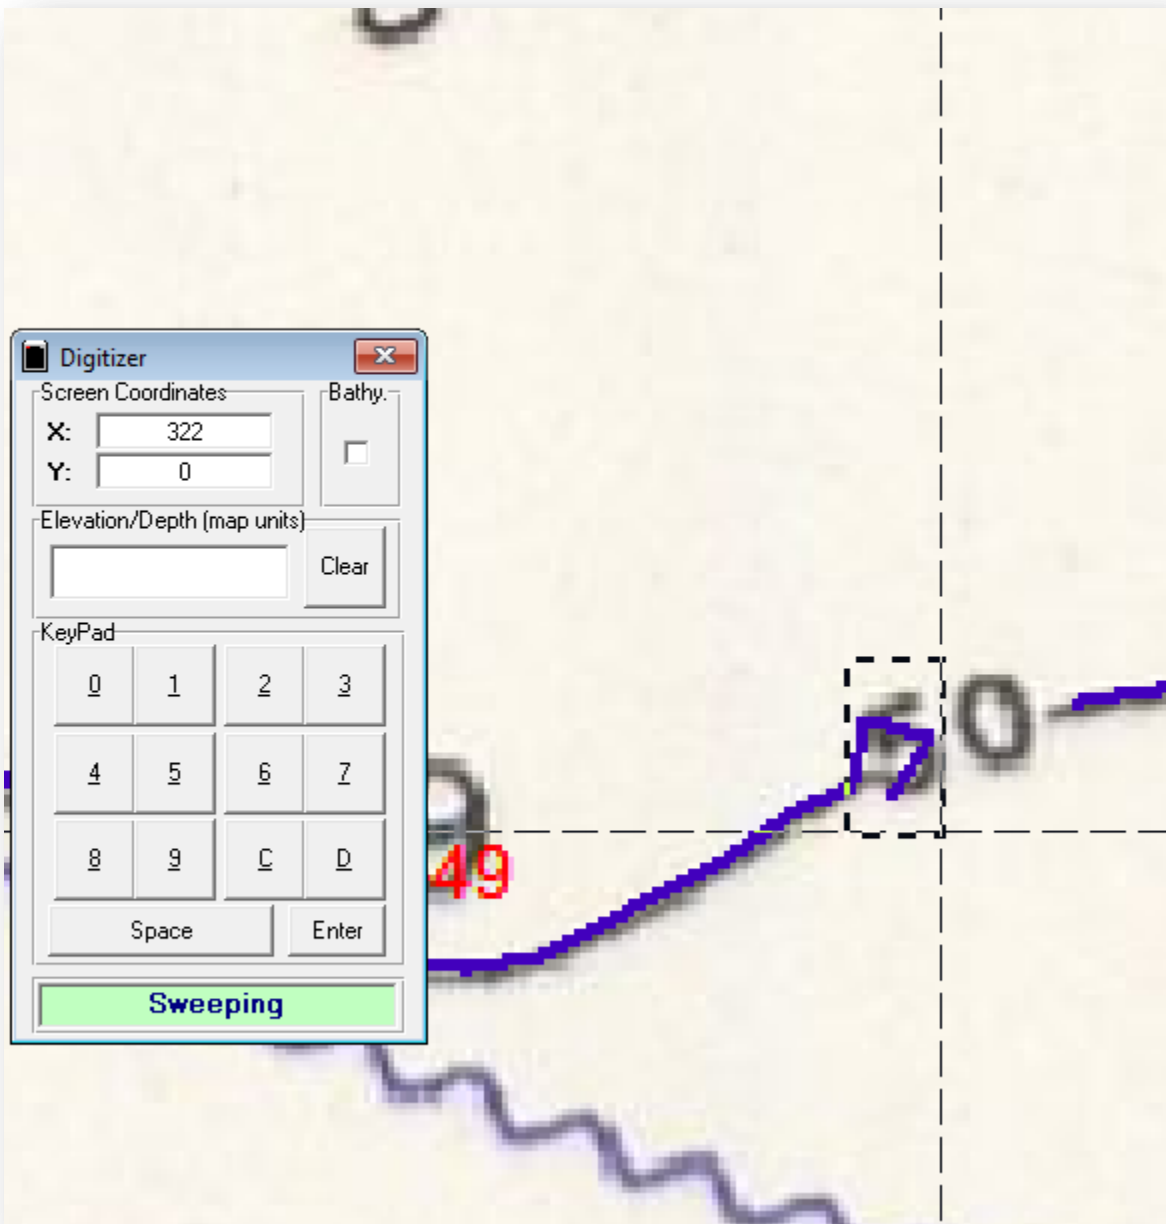 Digitizer
Screen Coordinates
Bathy.
X: 322
Y: 0
Elevation/Depth (map units)
Clear
KeyPad
0 1 2 3
4 5 6 7
8 9 C D
Space Enter
Sweeping
49
50